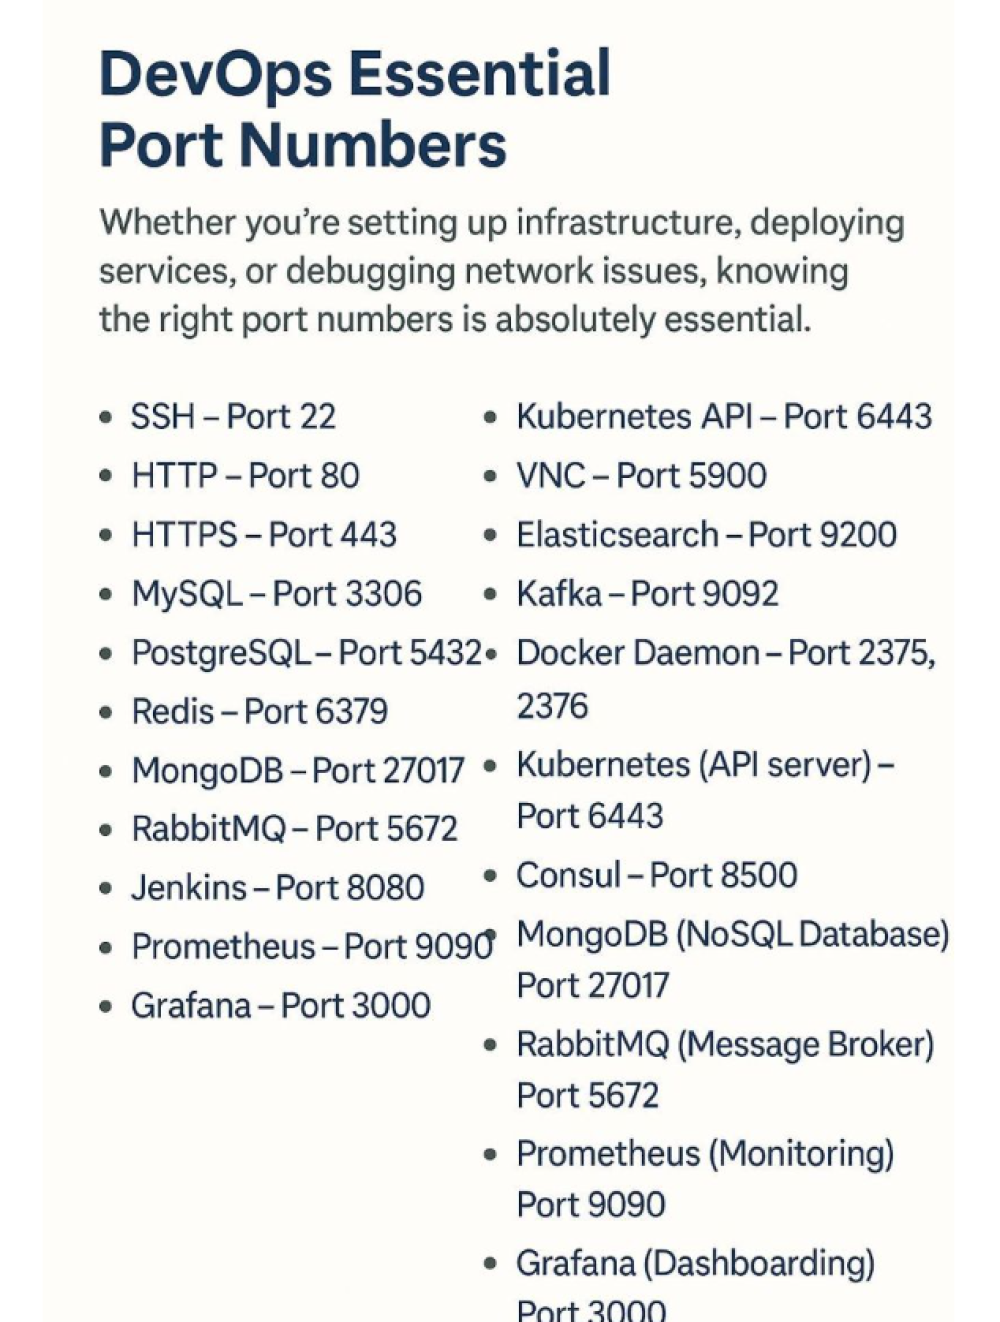 DevOps Essential
Port Numbers
Whether you're setting up infrastructure, deploying
services, or debugging network issues, knowing
the right port numbers is absolutely essential.
• SSH – Port 22
• HTTP – Port 80
• HTTPS – Port 443
• MySQL – Port 3306
• PostgreSQL – Port 5432
• Redis – Port 6379
• MongoDB – Port 27017
• RabbitMQ – Port 5672
• Jenkins – Port 8080
• Prometheus – Port 9090
• Grafana – Port 3000
• Kubernetes API – Port 6443
• VNC – Port 5900
• Elasticsearch – Port 9200
• Kafka – Port 9092
• Docker Daemon – Port 2375,
2376
• Kubernetes (API server) –
Port 6443
• Consul – Port 8500
• MongoDB (NoSQL Database)
Port 27017
• RabbitMQ (Message Broker)
Port 5672
• Prometheus (Monitoring)
Port 9090
• Grafana (Dashboarding)
Port 3000